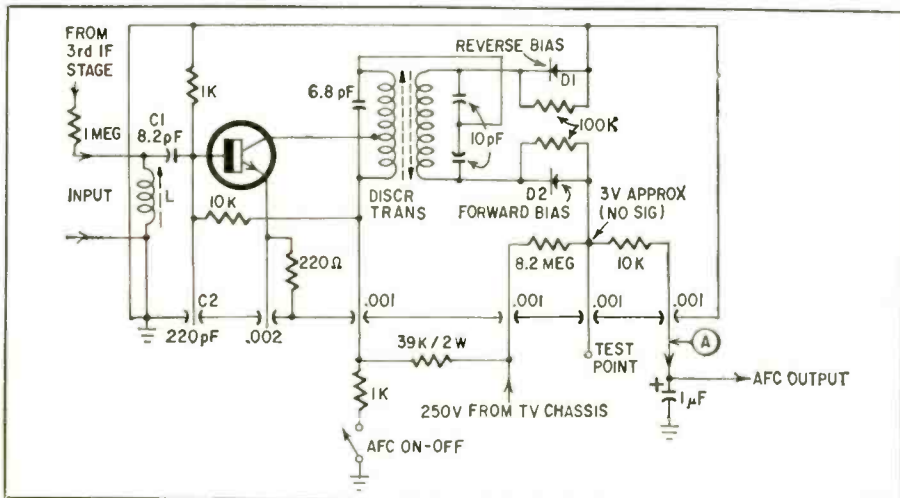 FROM
3rd IF
STAGE
1 MEG
C1
8.2pF
INPUT
L
1K
10K
220Ω
C2
220pF
.002
6.8 pF
DISCR
TRANS
10 pF
REVERSE BIAS
D1
100K
D2
FORWARD BIAS
3V APPROX
(NO SIG)
8.2 MEG
10K
.001
.001
.001
.001
39K/2W
TEST
POINT
A
1K
250V FROM TV CHASSIS
+
1µF
AFC OUTPUT
AFC ON-OFF